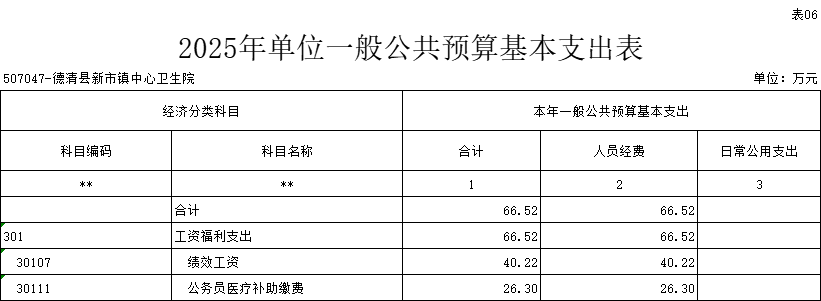 表06
2025年单位一般公共预算基本支出表
507047-德清县新市镇中心卫生院 单位：万元
经济分类科目 本年一般公共预算基本支出
科目编码 科目名称 合计 人员经费 日常公用支出
** ** 1 2 3
合计 66.52 66.52
301 工资福利支出 66.52 66.52
30107 绩效工资 40.22 40.22
30111 公务员医疗补助缴费 26.30 26.30